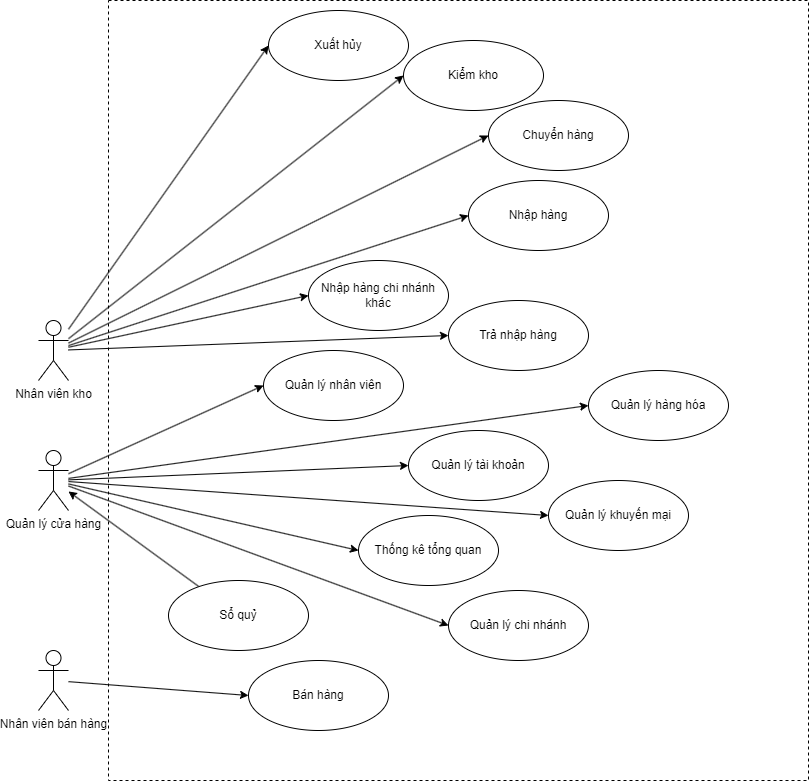 Xuất hủy
Kiểm kho
Chuyển hàng
Nhập hàng
Nhập hàng chi nhánh
khác
Trả nhập hàng
Nhân viên kho
Quản lý nhân viên
Quản lý hàng hóa
Quản lý tài khoản
Quản lý khuyến mại
Quản lý cửa hàng
Thống kê tổng quan
Sổ quỷ
Quản lý chi nhánh
Bán hàng
Nhân viên bán hàng